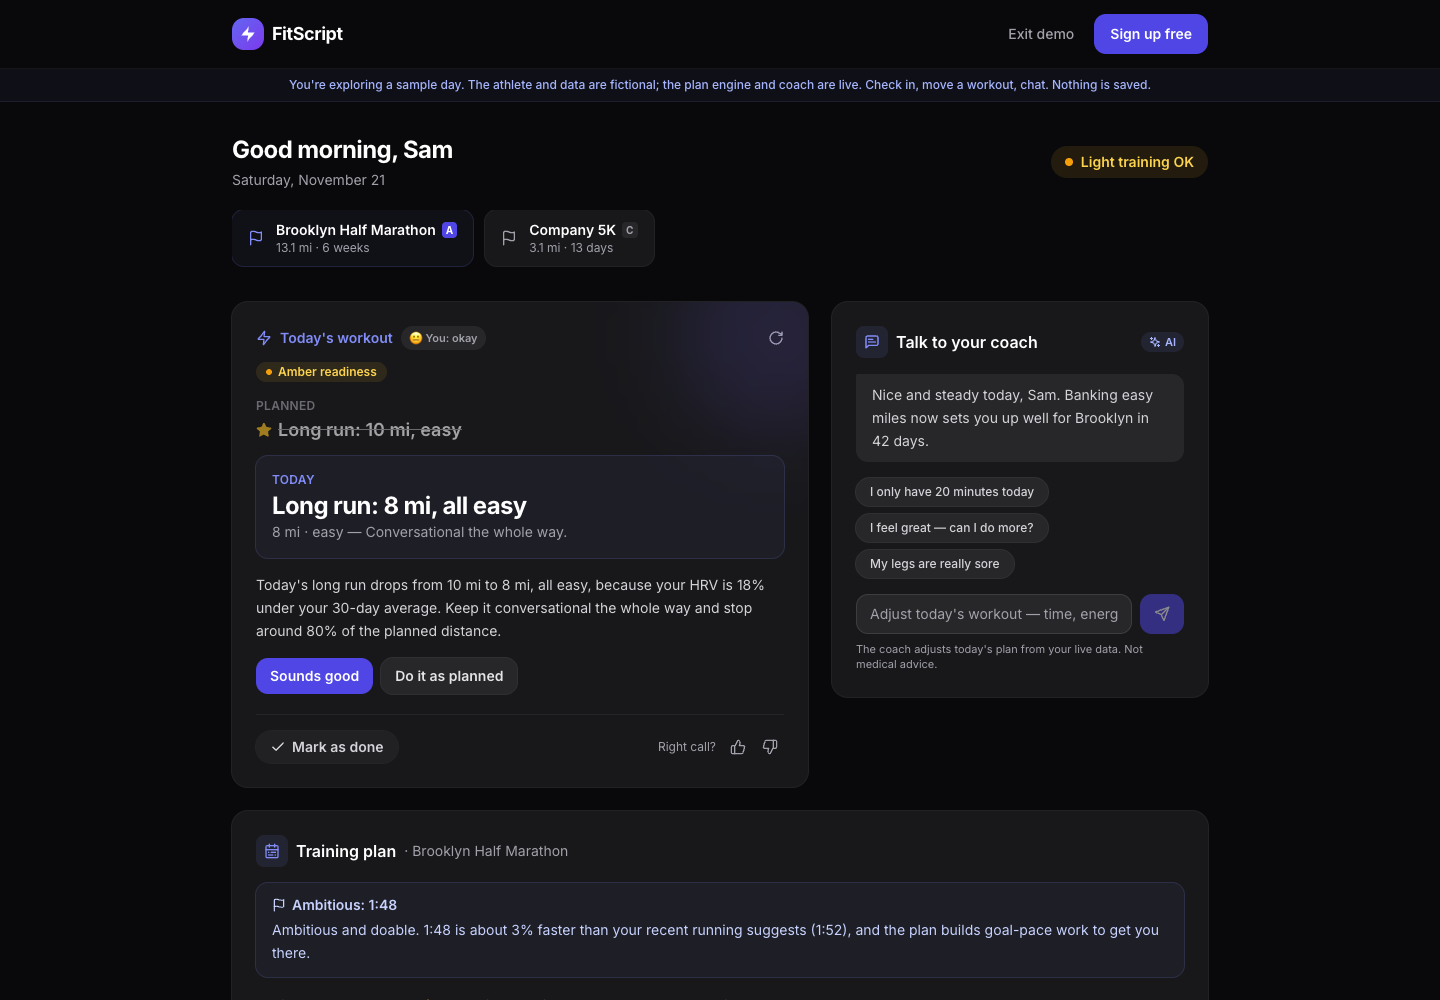 FitScript
Exit demo
Sign up free
You're exploring a sample day. The athlete and data are fictional; the plan engine and coach are live. Check in, move a workout, chat. Nothing is saved.
Good morning, Sam
Saturday, November 21
Light training OK
Brooklyn Half Marathon A
13.1 mi · 6 weeks
Company 5K C
3.1 mi · 13 days
Today's workout
You: okay
Amber readiness
PLANNED
Long run: 10 mi, easy
TODAY
Long run: 8 mi, all easy
8 mi · easy — Conversational the whole way.
Today's long run drops from 10 mi to 8 mi, all easy, because your HRV is 18%
under your 30-day average. Keep it conversational the whole way and stop
around 80% of the planned distance.
Sounds good
Do it as planned
Mark as done
Right call?
Talk to your coach
AI
Nice and steady today, Sam. Banking easy
miles now sets you up well for Brooklyn in
42 days.
I only have 20 minutes today
I feel great — can I do more?
My legs are really sore
Adjust today's workout — time, energ
The coach adjusts today's plan from your live data. Not
medical advice.
Training plan · Brooklyn Half Marathon
Ambitious: 1:48
Ambitious and doable. 1:48 is about 3% faster than your recent running suggests (1:52), and the plan builds goal-pace work to get you
there.